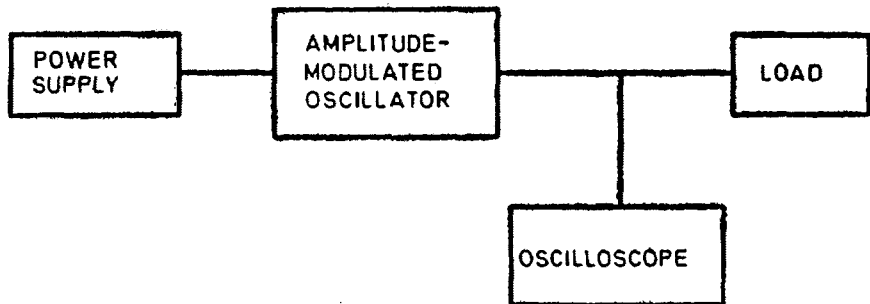 POWER
SUPPLY
AMPLITUDE-
MODULATED
OSCILLATOR
LOAD
OSCILLOSCOPE